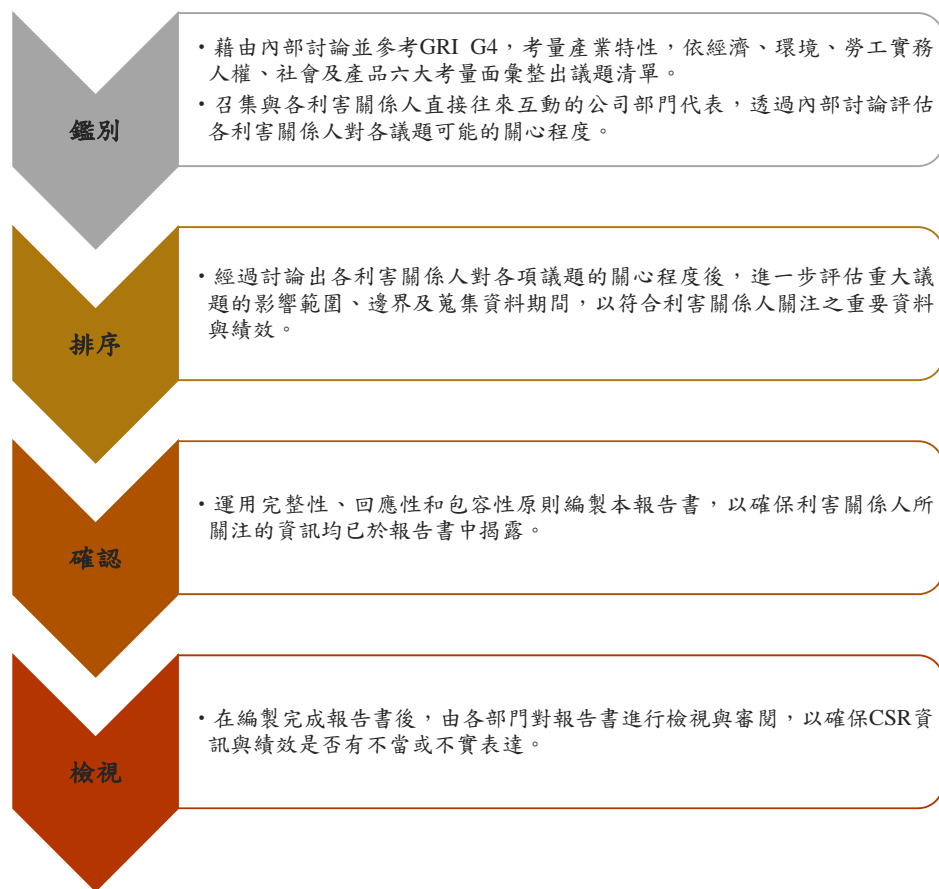 鑑別
・藉由內部討論並參考GRI G4，考量產業特性，依經濟、環境、勞工實務
人權、社會及產品六大考量面彙整出議題清單。
・召集與各利害關係人直接往來互動的公司部門代表，透過內部討論評估
各利害關係人對各議題可能的關心程度。
排序
・經過討論出各利害關係人對各項議題的關心程度後，進一步評估重大議
題的影響範圍、邊界及蒐集資料期間，以符合利害關係人關注之重要資料
與績效。
確認
・運用完整性、回應性和包容性原則編製本報告書，以確保利害關係人所
關注的資訊均已於報告書中揭露。
檢視
・在編製完成報告書後，由各部門對報告書進行檢視與審閱，以確保CSR資
訊與績效是否有不當或不實表達。